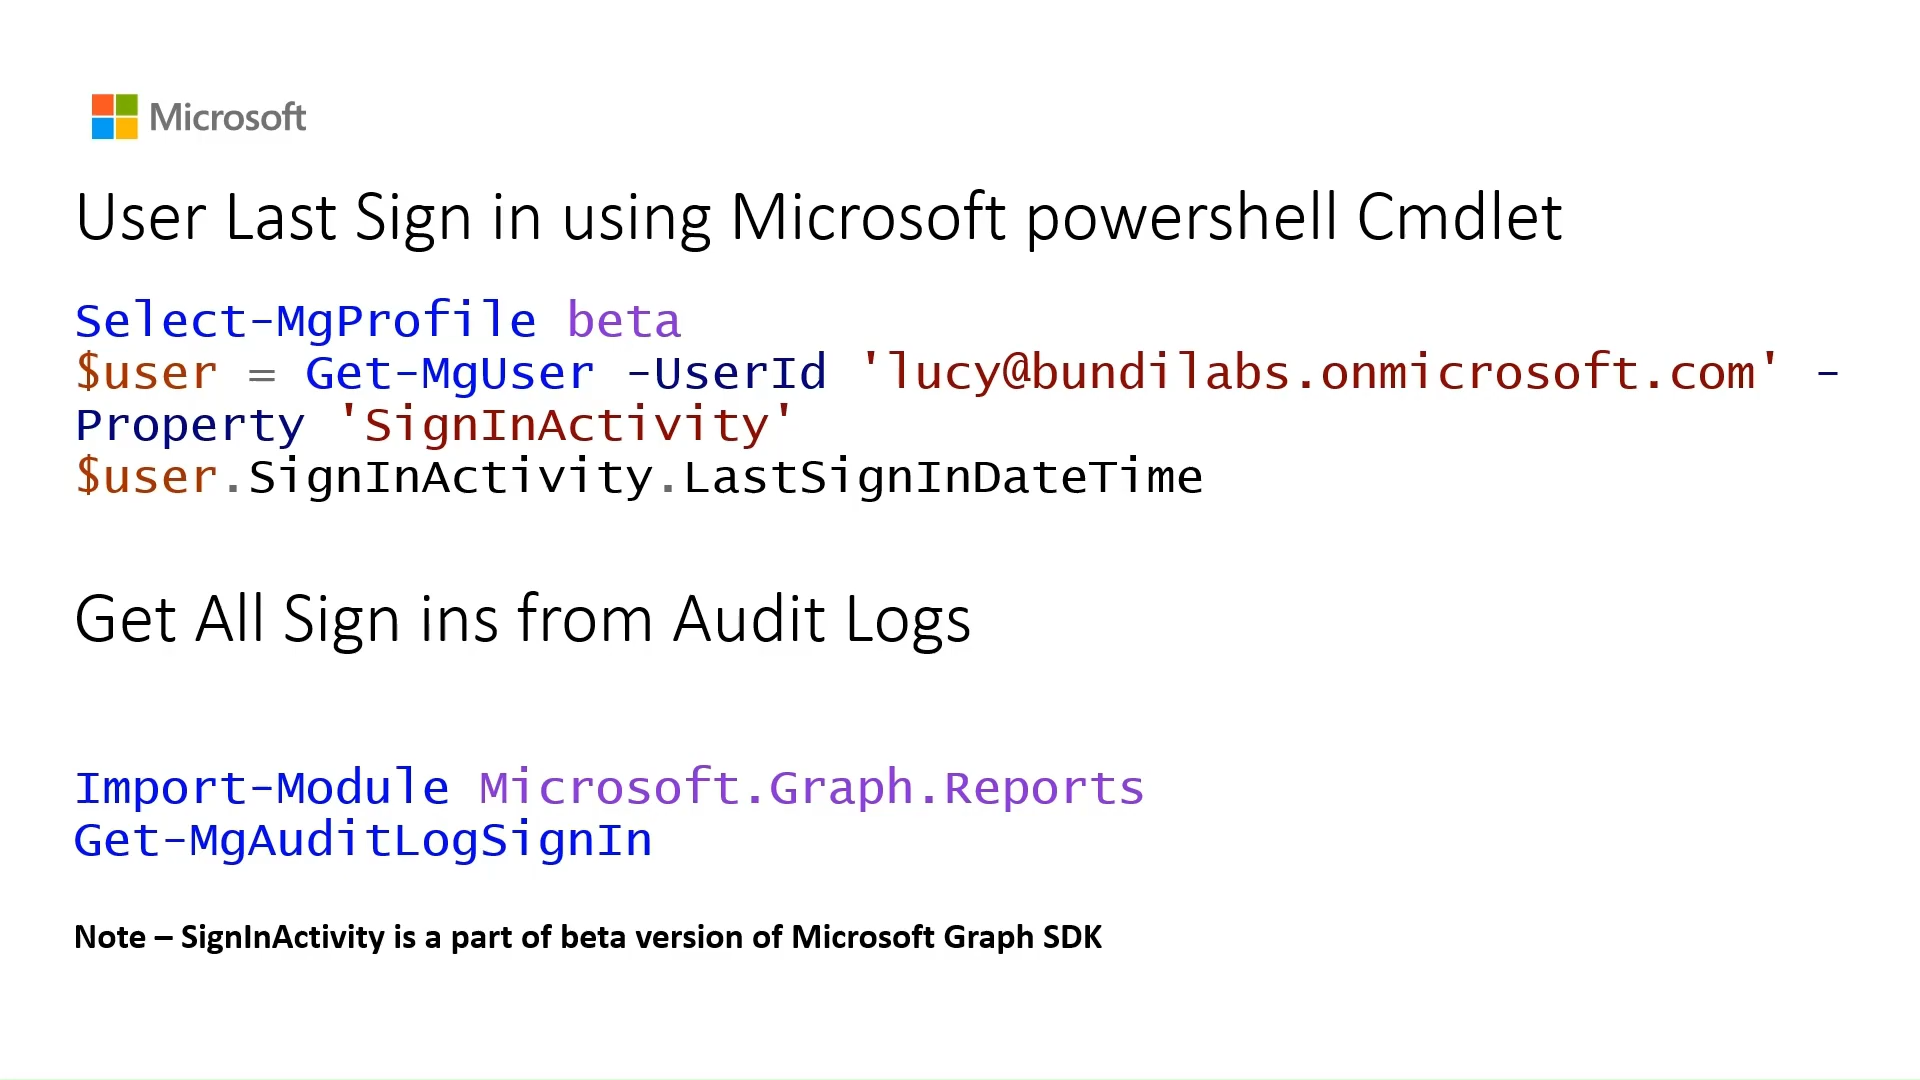 Microsoft
User Last Sign in using Microsoft powershell Cmdlet
Select-MgProfile beta
$user = Get-MgUser -UserId 'lucy@bundilabs.onmicrosoft.com' -
Property 'SignInActivity'
$user.SignInActivity.LastSignInDateTime
Get All Sign ins from Audit Logs
Import-Module Microsoft.Graph.Reports
Get-MgAuditLogSignIn
Note – SignInActivity is a part of beta version of Microsoft Graph SDK